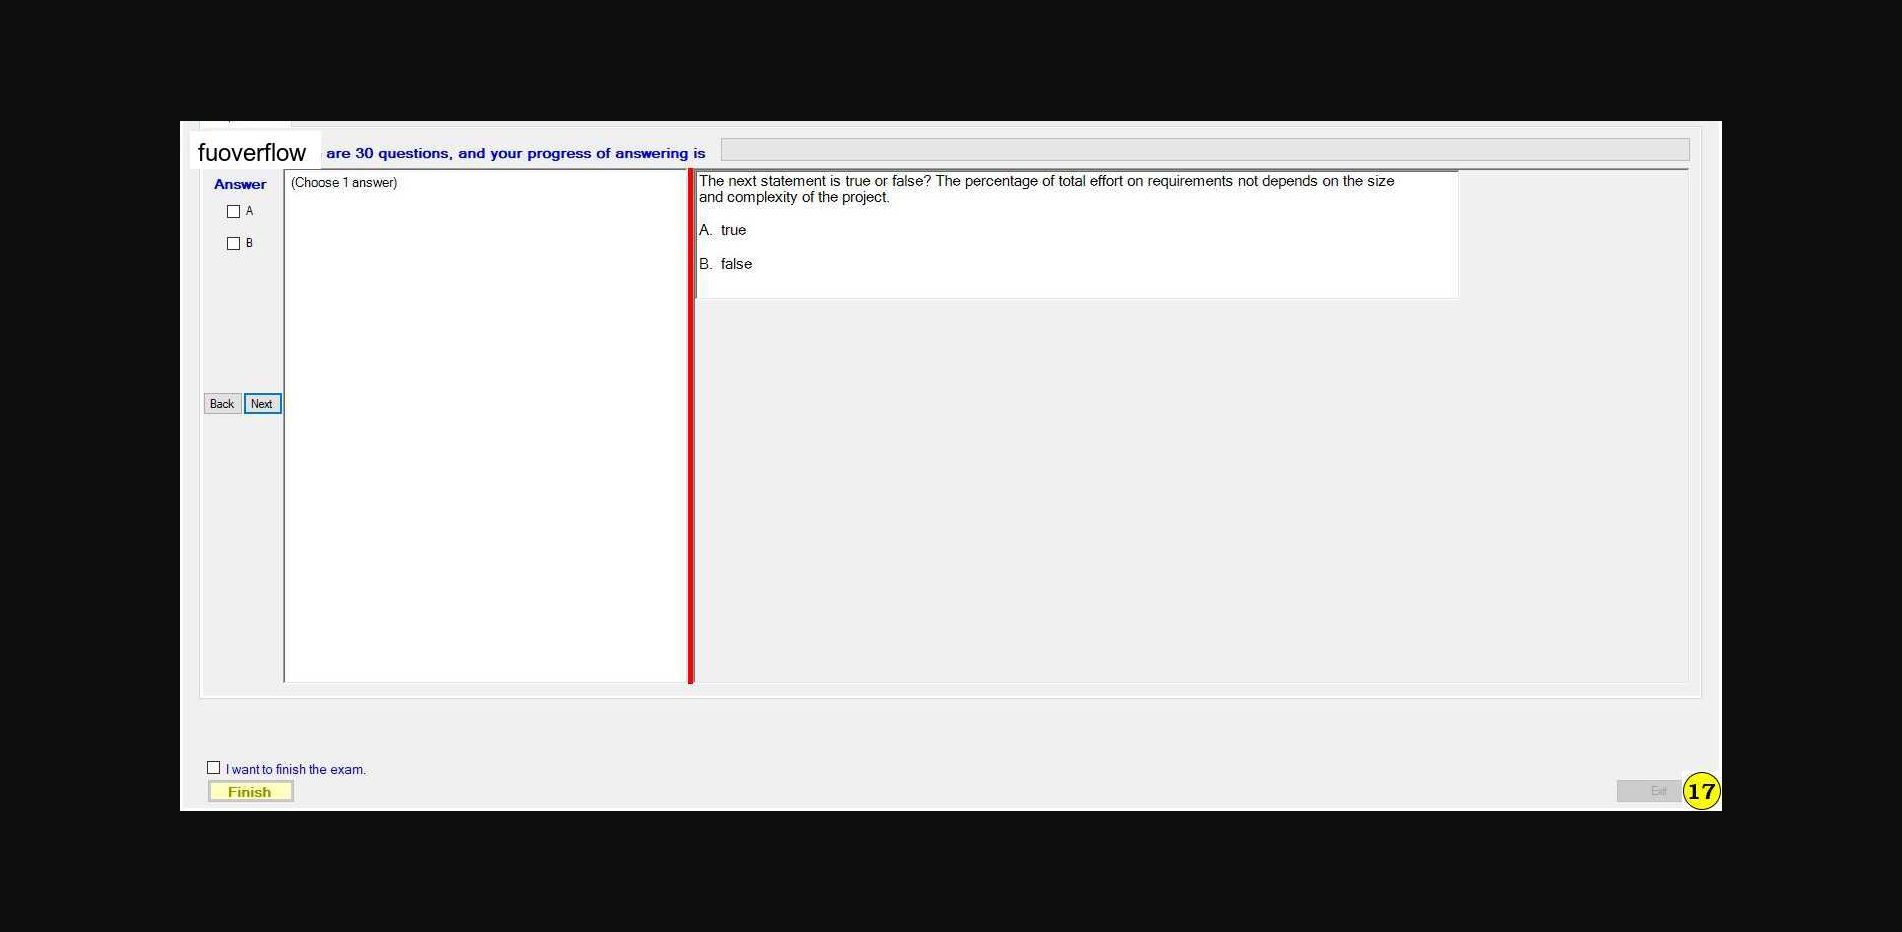 fuoverflow are 30 questions, and your progress of answering is
Answer
A
B
Back Next
(Choose 1 answer)
The next statement is true or false? The percentage of total effort on requirements not depends on the size
and complexity of the project.
A. true
B. false
I want to finish the exam.
Finish
Exit
17